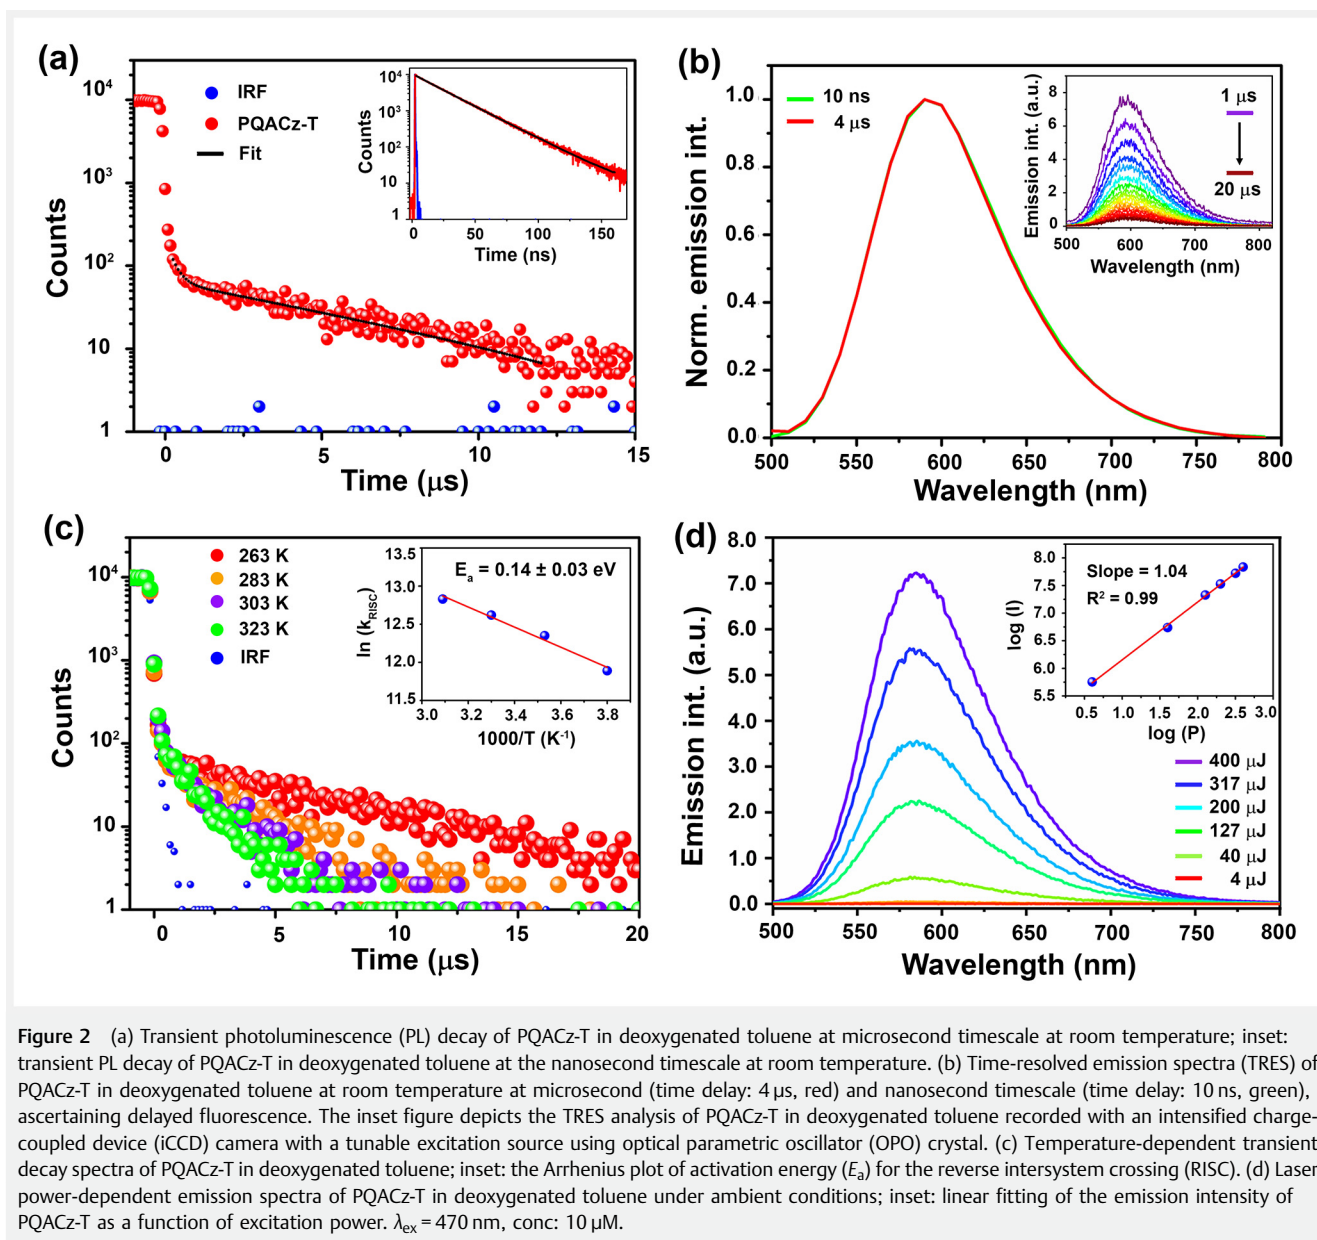 (a)
IRF
PQACz-T
Fit
Counts
10⁴
10³
10²
10
1
0 5 10 15
Time (μs)
Counts
10⁴
10³
10²
10
1
0 50 100 150
Time (ns)
(b)
10 ns
4 μs
Norm. emission int.
1.0
0.8
0.6
0.4
0.2
0.0
500 550 600 650 700 750 800
Wavelength (nm)
Emission int. (a.u.)
8
6
4
2
0
1 μs
20 μs
500 600 700 800
Wavelength (nm)
(c)
263 K
283 K
303 K
323 K
IRF
Counts
10⁴
10³
10²
10
1
0 5 10 15 20
Time (μs)
ln (k_RISC)
13.5
13.0
12.5
12.0
11.5
Eₐ = 0.14 ± 0.03 eV
3.0 3.2 3.4 3.6 3.8
1000/T (K⁻¹)
(d)
Emission int. (a.u.)
8.0
7.0
6.0
5.0
4.0
3.0
2.0
1.0
0.0
500 550 600 650 700 750 800
Wavelength (nm)
log (I)
8.0
7.5
7.0
6.5
6.0
5.5
Slope = 1.04
R² = 0.99
0.5 1.0 1.5 2.0 2.5 3.0
log (P)
400 μJ
317 μJ
200 μJ
127 μJ
40 μJ
4 μJ
Figure 2 (a) Transient photoluminescence (PL) decay of PQACz-T in deoxygenated toluene at microsecond timescale at room temperature; inset:
transient PL decay of PQACz-T in deoxygenated toluene at the nanosecond timescale at room temperature. (b) Time-resolved emission spectra (TRES) of
PQACz-T in deoxygenated toluene at room temperature at microsecond (time delay: 4 μs, red) and nanosecond timescale (time delay: 10 ns, green),
ascertaining delayed fluorescence. The inset figure depicts the TRES analysis of PQACz-T in deoxygenated toluene recorded with an intensified charge-
coupled device (iCCD) camera with a tunable excitation source using optical parametric oscillator (OPO) crystal. (c) Temperature-dependent transient
decay spectra of PQACz-T in deoxygenated toluene; inset: the Arrhenius plot of activation energy (Eₐ) for the reverse intersystem crossing (RISC). (d) Laser
power-dependent emission spectra of PQACz-T in deoxygenated toluene under ambient conditions; inset: linear fitting of the emission intensity of
PQACz-T as a function of excitation power. λₑₓ = 470 nm, conc: 10 μM.